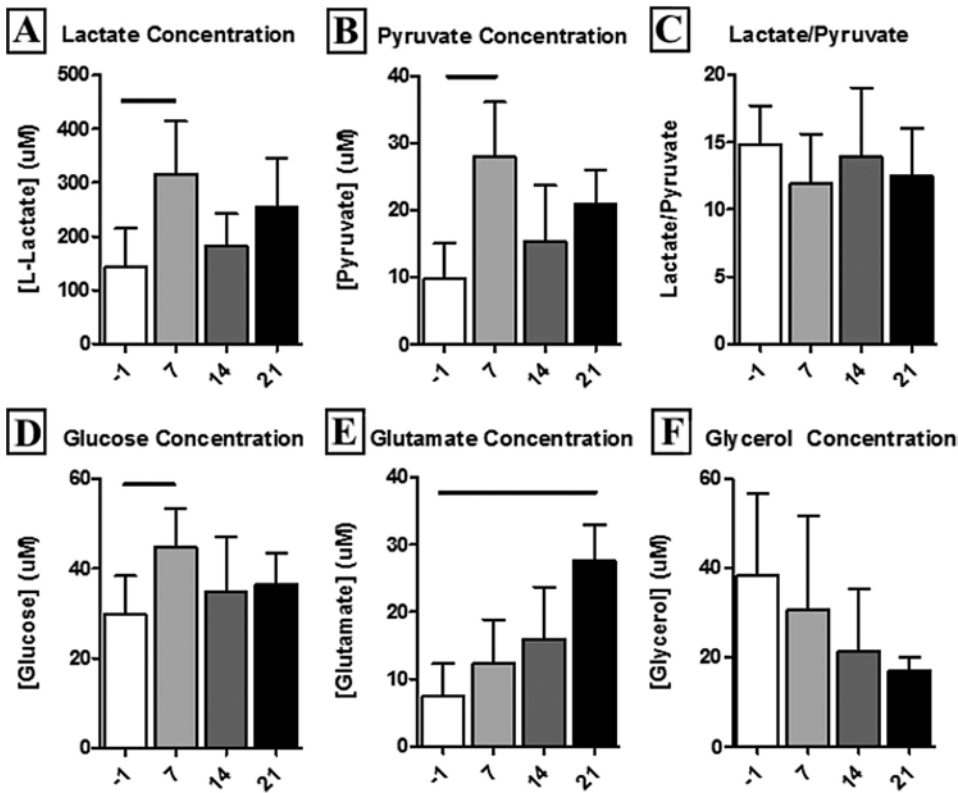 A Lactate Concentration
[L-Lactate] (uM)
500
400
300
200
100
0
-1 7 14 21
B Pyruvate Concentration
[Pyruvate] (uM)
40
30
20
10
0
-1 7 14 21
C Lactate/Pyruvate
Lactate/Pyruvate
20
15
10
5
0
-1 7 14 21
D Glucose Concentration
[Glucose] (uM)
60
40
20
0
-1 7 14 21
E Glutamate Concentration
[Glutamate] (uM)
40
30
20
10
0
-1 7 14 21
F Glycerol Concentration
[Glycerol] (uM)
60
40
20
0
-1 7 14 21